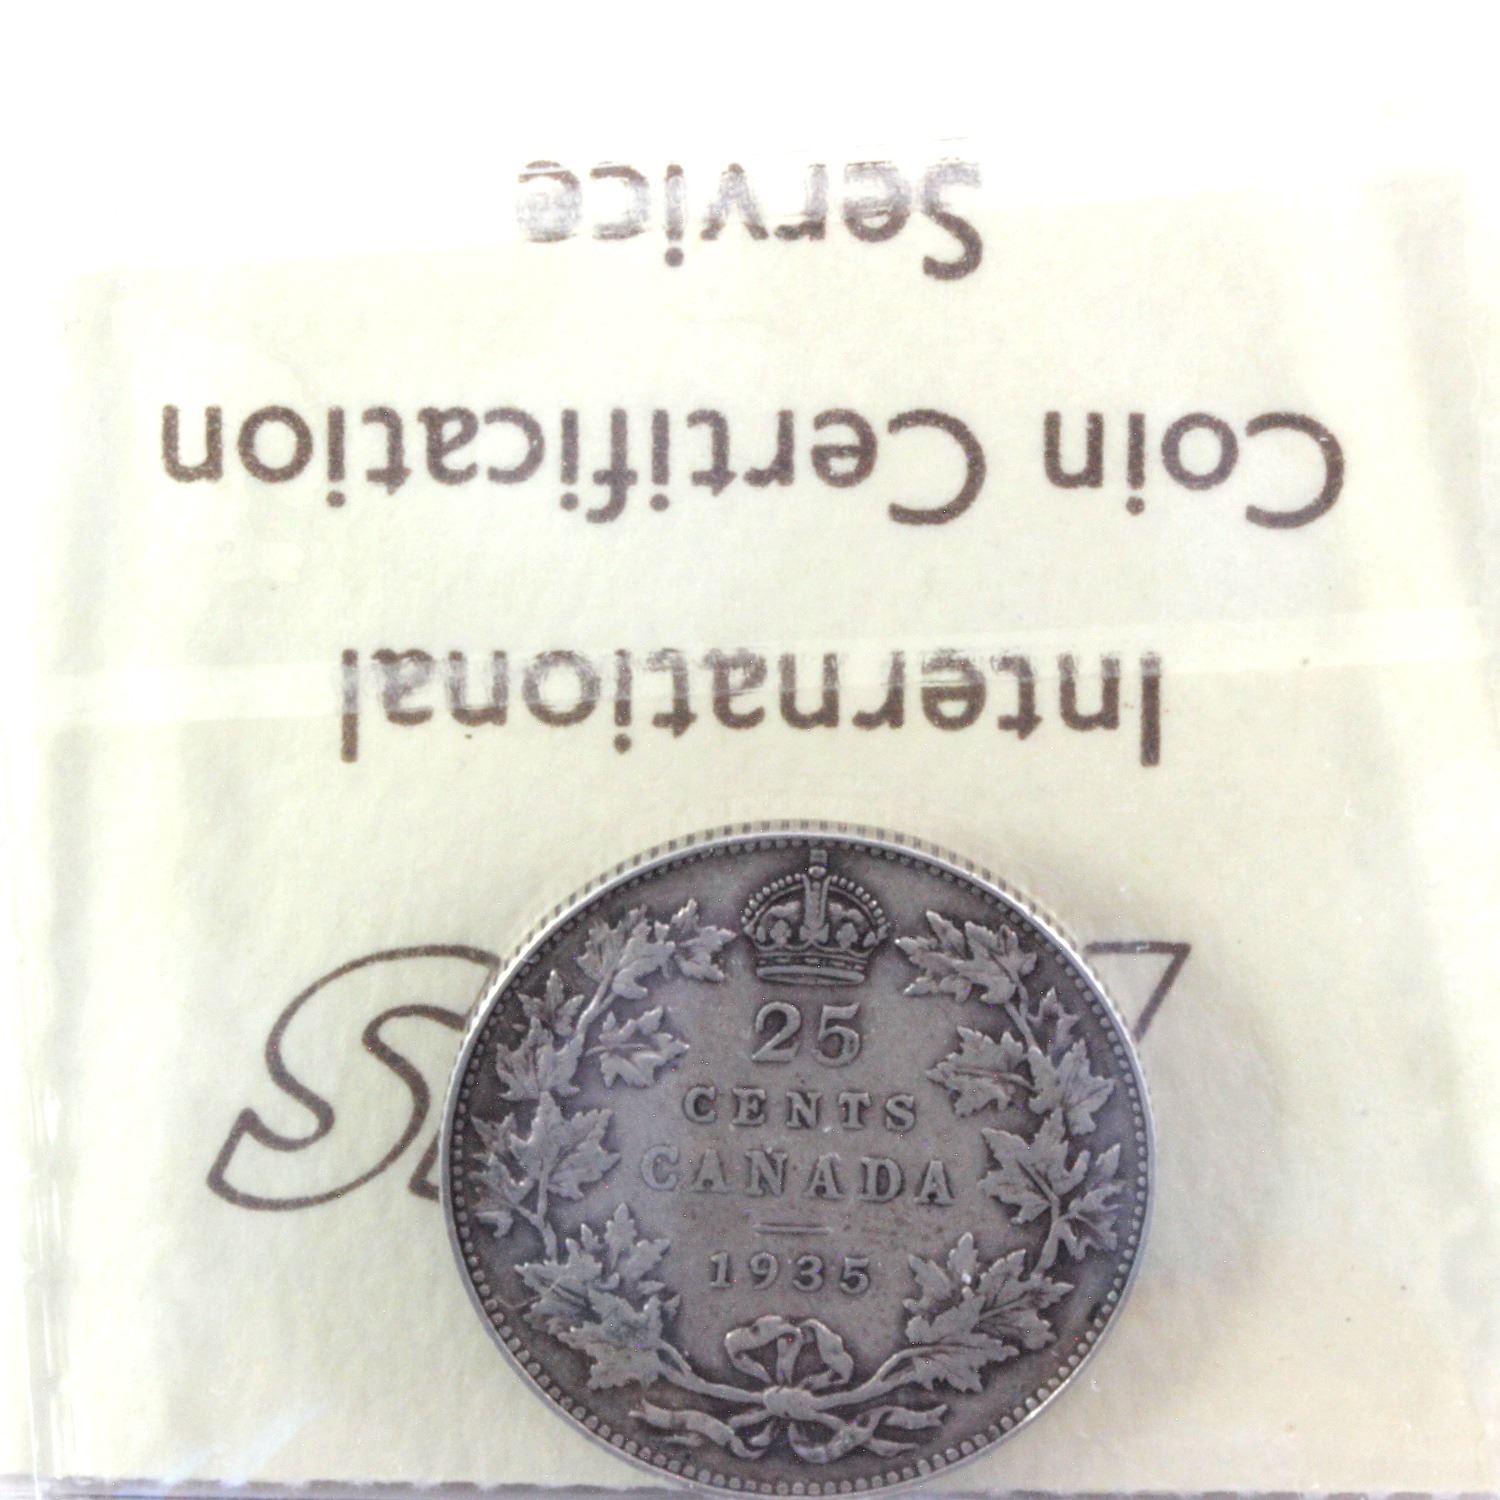 International
Coin Certification
Service
25
CENTS
CANADA
1935